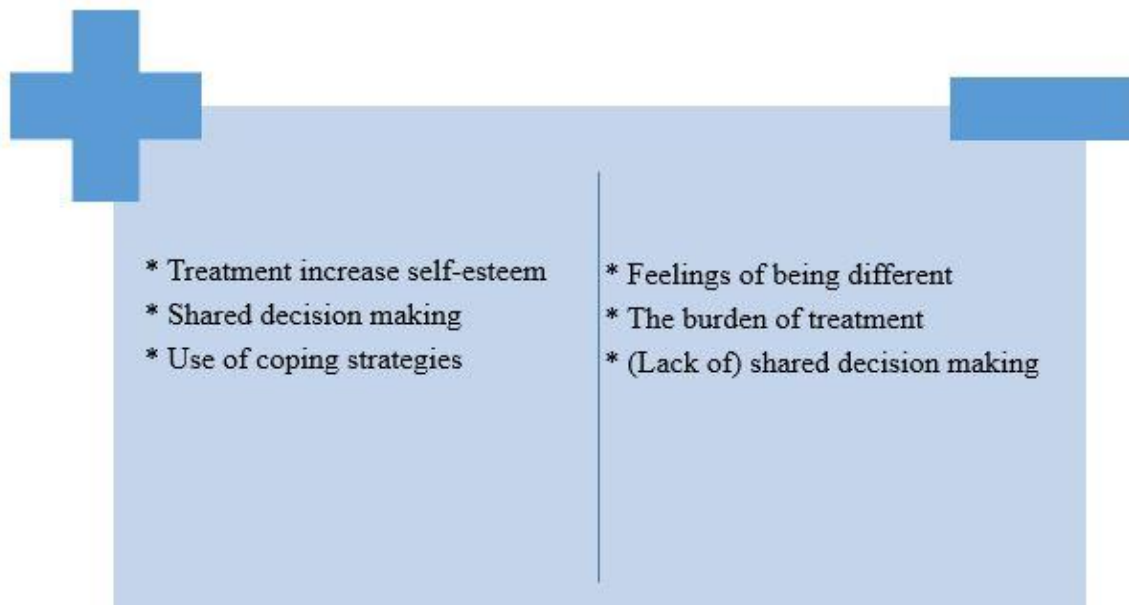 * Treatment increase self-esteem
* Shared decision making
* Use of coping strategies
* Feelings of being different
* The burden of treatment
* (Lack of) shared decision making